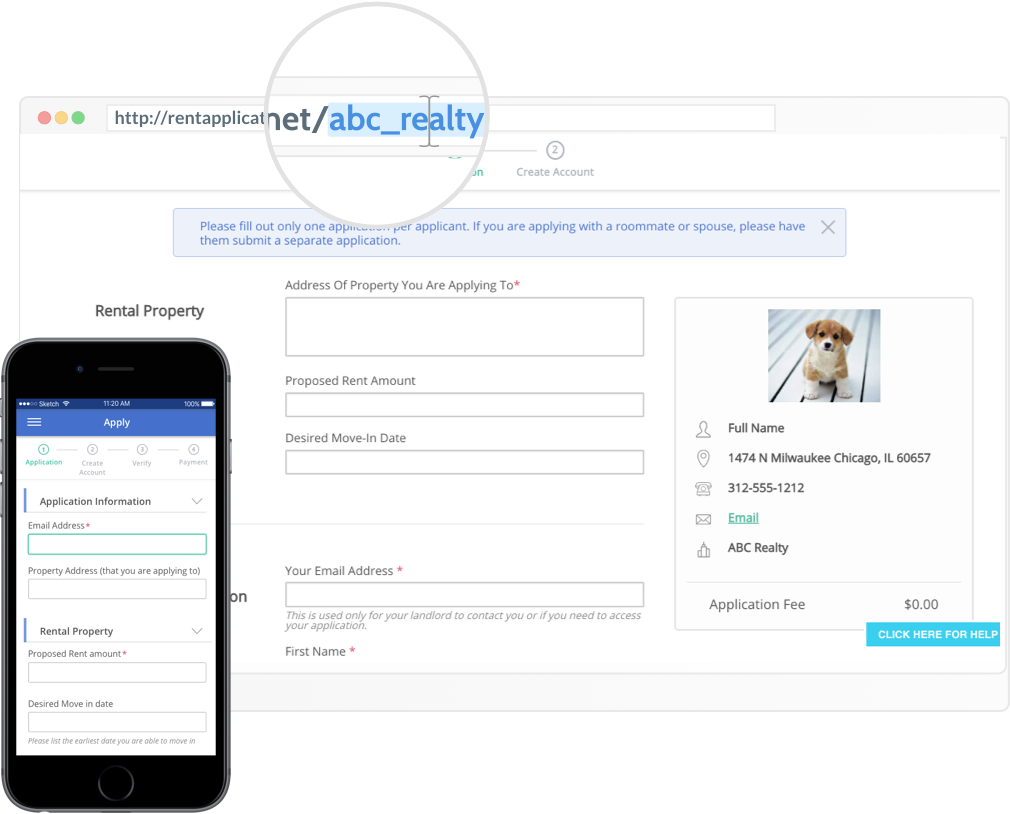 http://rentapplicat
net/abc_realty
2
Create Account
Please fill out only one application per applicant. If you are applying with a roommate or spouse, please have
them submit a separate application.
Rental Property
Address Of Property You Are Applying To*
Proposed Rent Amount
Desired Move-In Date
on
Your Email Address *
This is used only for your landlord to contact you or if you need to access
your application.
First Name *
Full Name
1474 N Milwaukee Chicago, IL 60657
312-555-1212
Email
ABC Realty
Application Fee $0.00
CLICK HERE FOR HELP
Sketch 11:20 AM 100%
Apply
1 2 3 4
Application Create Verify Payment
Account
Application Information
Email Address*
Property Address (that you are applying to)
Rental Property
Proposed Rent amount*
Desired Move in date
Please list the earliest date you are able to move in